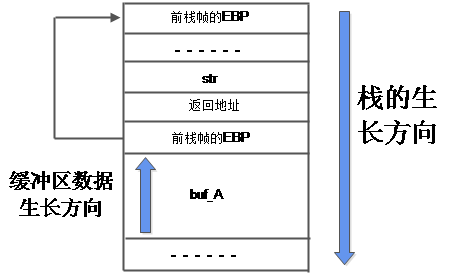 前栈帧的EBP
- - - - - -
str
返回地址
前栈帧的EBP
buf_A
- - - - - -
缓冲区数据
生长方向
栈的生
长方向